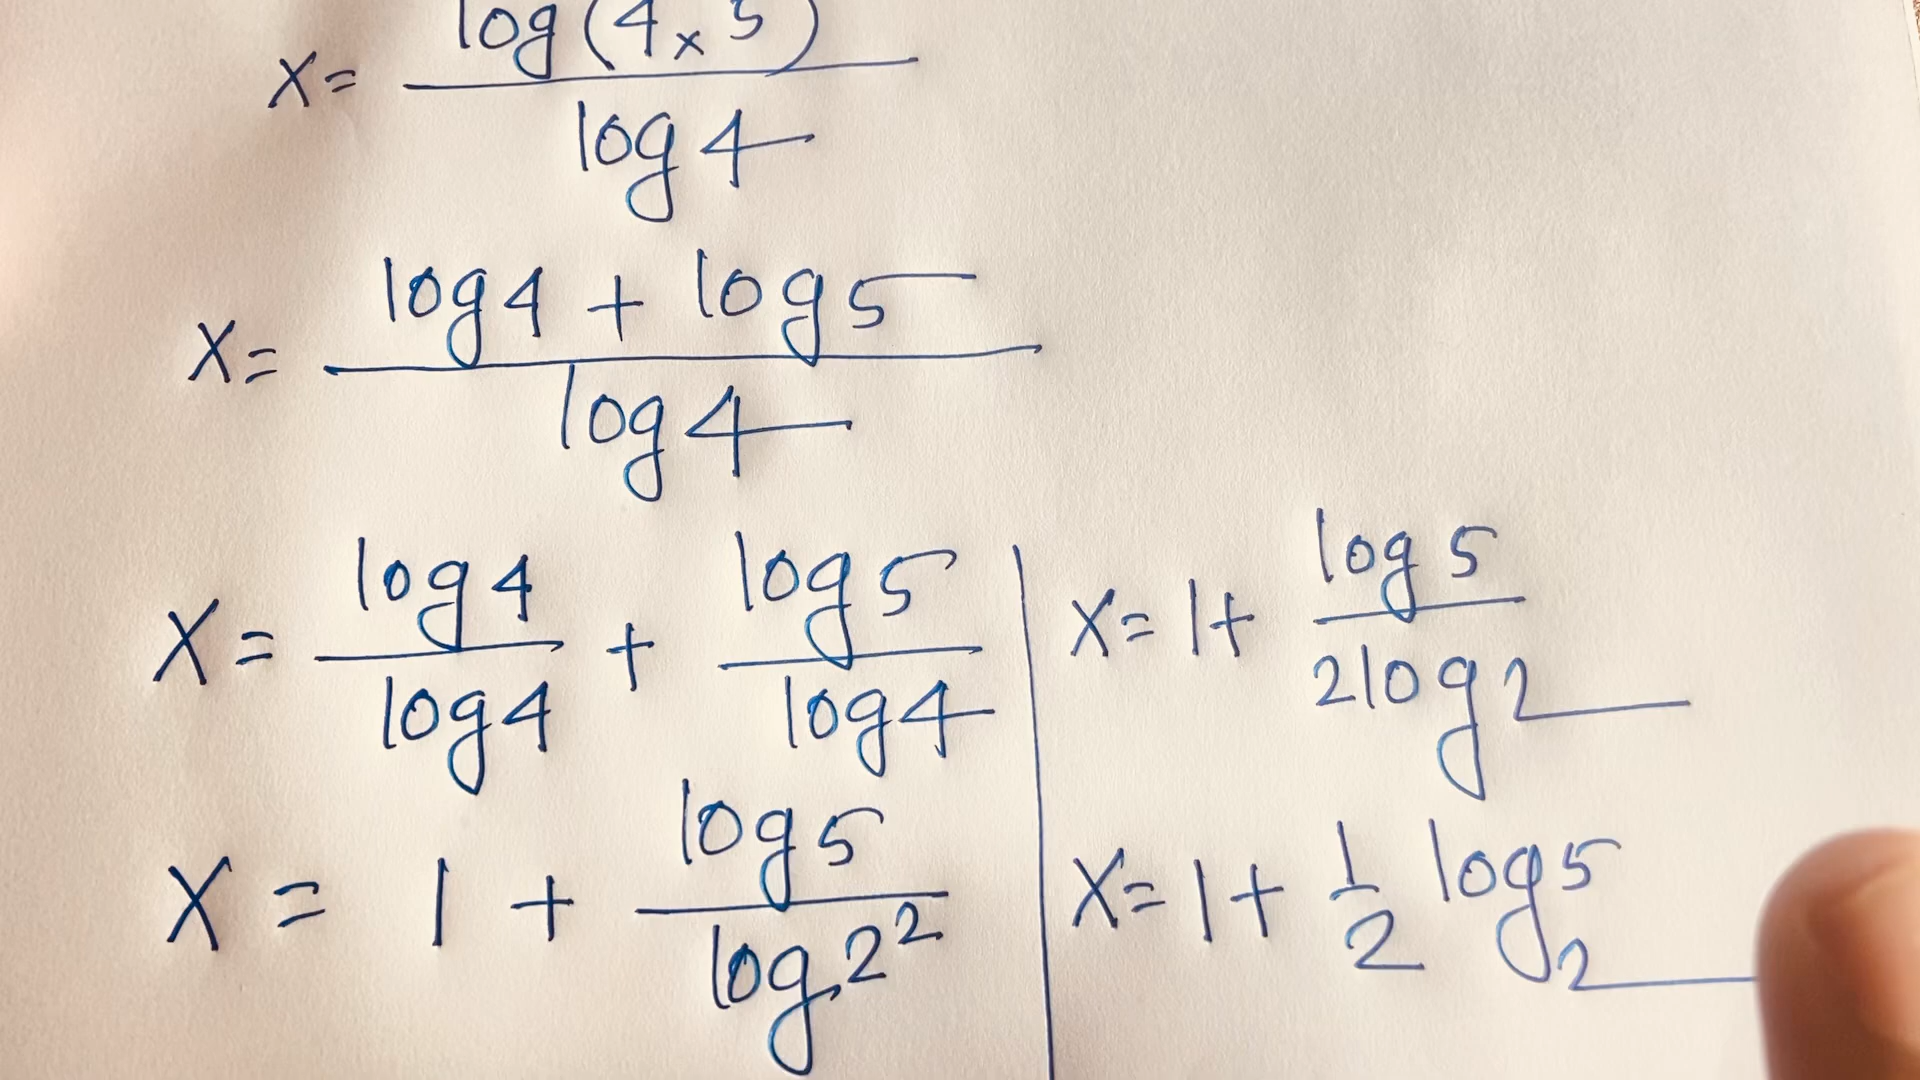 x= log(4x5)
log4
x= log4 + log5
log4
x= log4 + log5
log4 log4
x = 1 + log5
log2²
x= 1+ log5
2log2
x= 1+ 1/2 log₂5